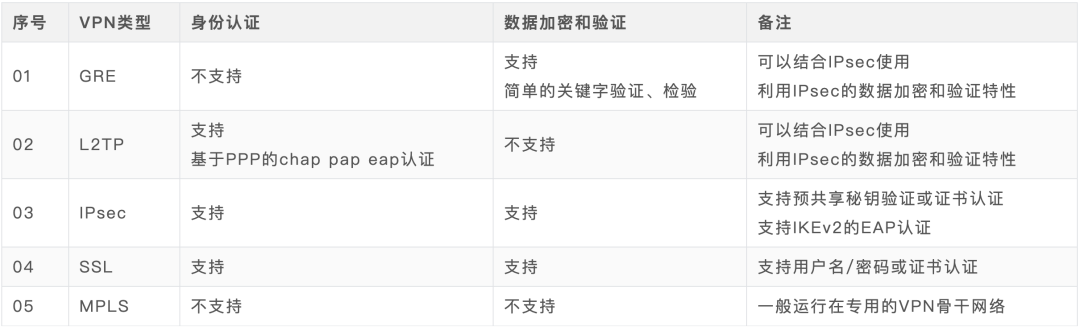 序号 VPN类型 身份认证 数据加密和验证 备注
01 GRE 不支持 支持 可以结合IPsec使用
简单的关键字验证、检验 利用IPsec的数据加密和验证特性
02 L2TP 支持 不支持 可以结合IPsec使用
基于PPP的chap pap eap认证 利用IPsec的数据加密和验证特性
03 IPsec 支持 支持 支持预共享秘钥验证或证书认证
支持IKEv2的EAP认证
04 SSL 支持 支持 支持用户名/密码或证书认证
05 MPLS 不支持 不支持 一般运行在专用的VPN骨干网络